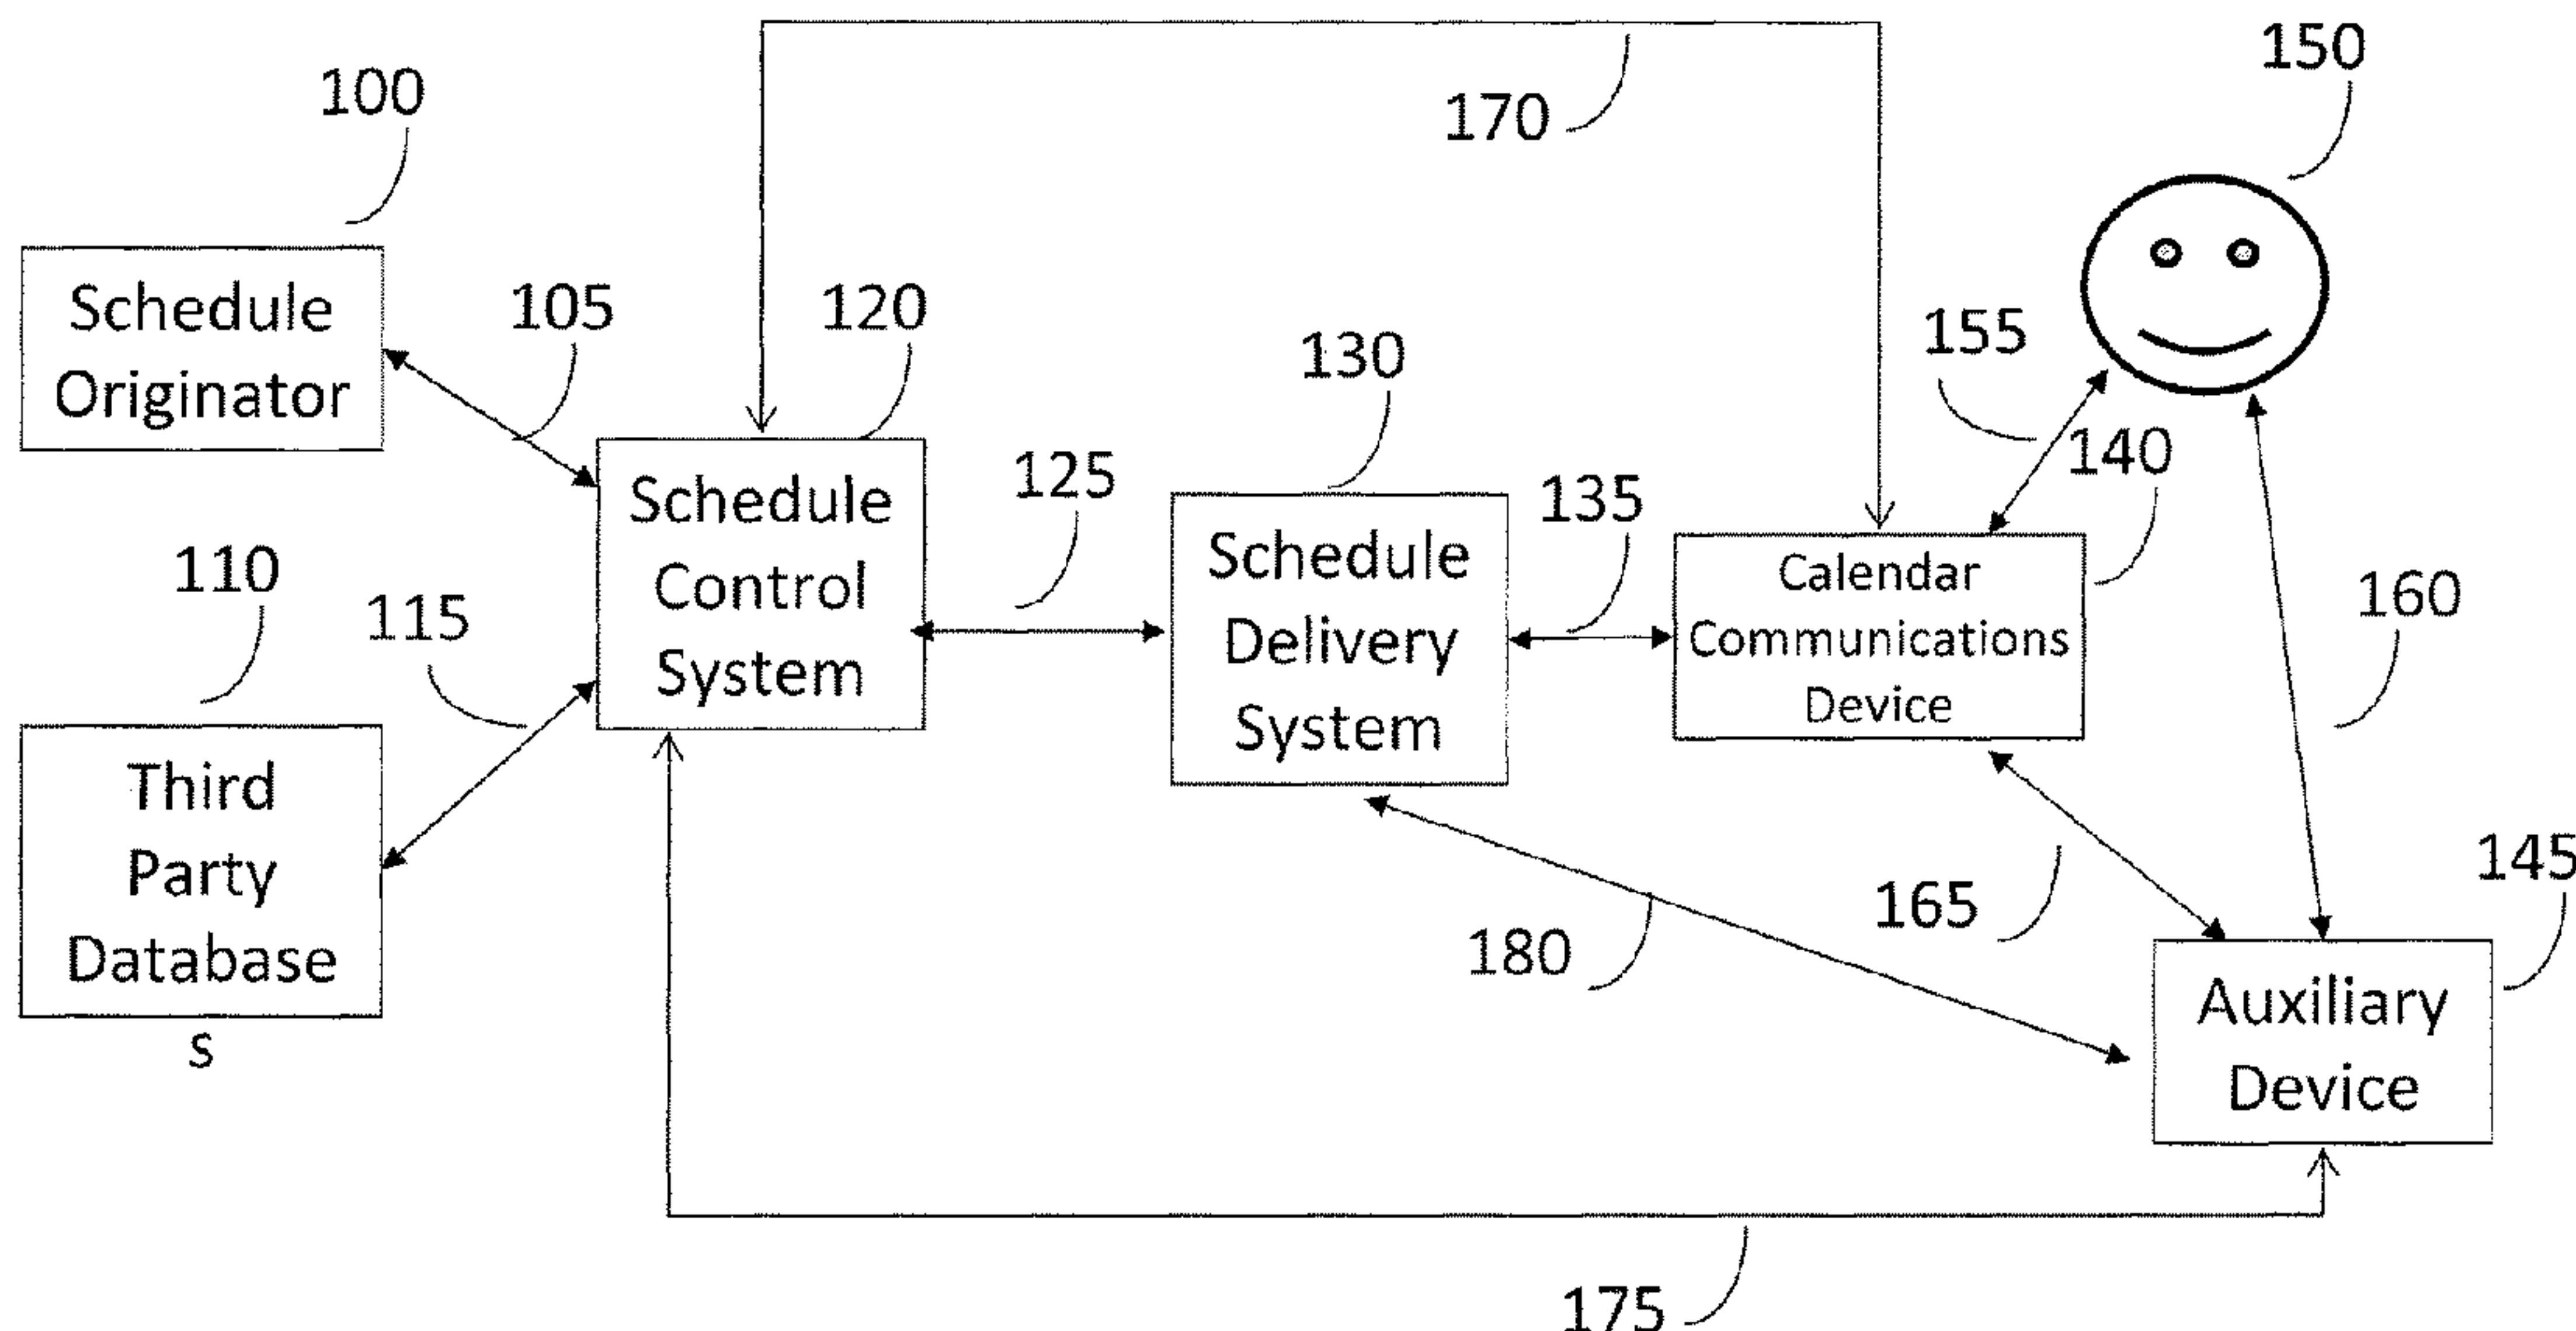 150
100
170
105
120
155
130
Schedule
Originator
140
125
135
Schedule
Control
System
Schedule
Delivery
System
Calendar
Communications
Device
110
115
160
Third
Party
Database
s
145
165
180
Auxiliary
Device
175